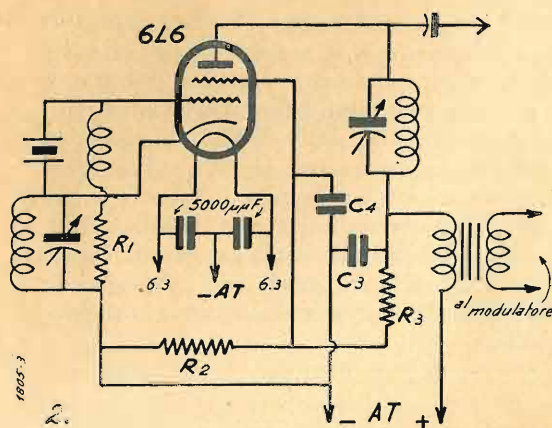 6L6
5000µµF
R1
6.3
-AT
6.3
C4
C3
R3
al modulatore
R2
1805-3
2.
- AT +